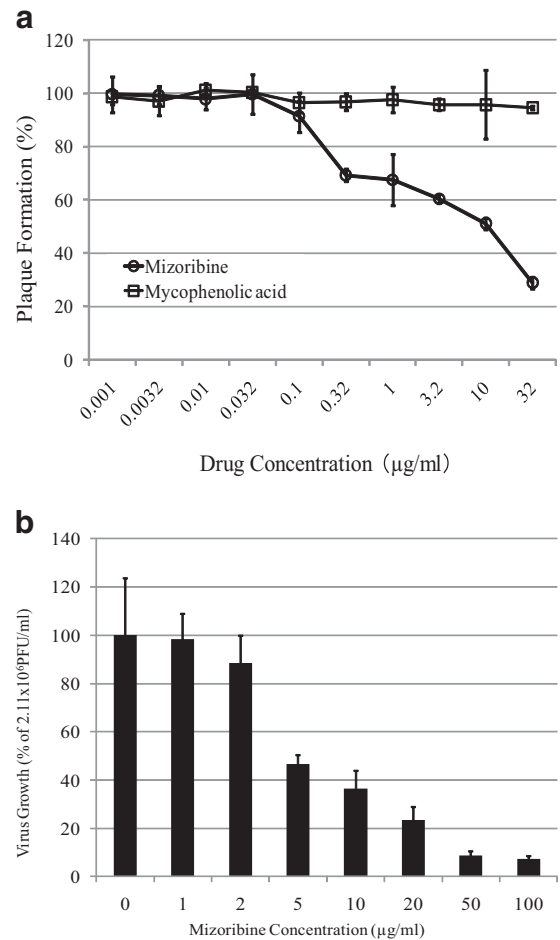 a
120
100
80
60
40
20
0
Plaque Formation (%)
Mizoribine
Mycophenolic acid
0.001 0.0032 0.01 0.032 0.1 0.32 1 3.2 10 32
Drug Concentration (µg/ml)
b
140
120
100
80
60
40
20
0
Virus Growth (% of 2.11x10⁶PFU/ml)
0 1 2 5 10 20 50 100
Mizoribine Concentration (µg/ml)